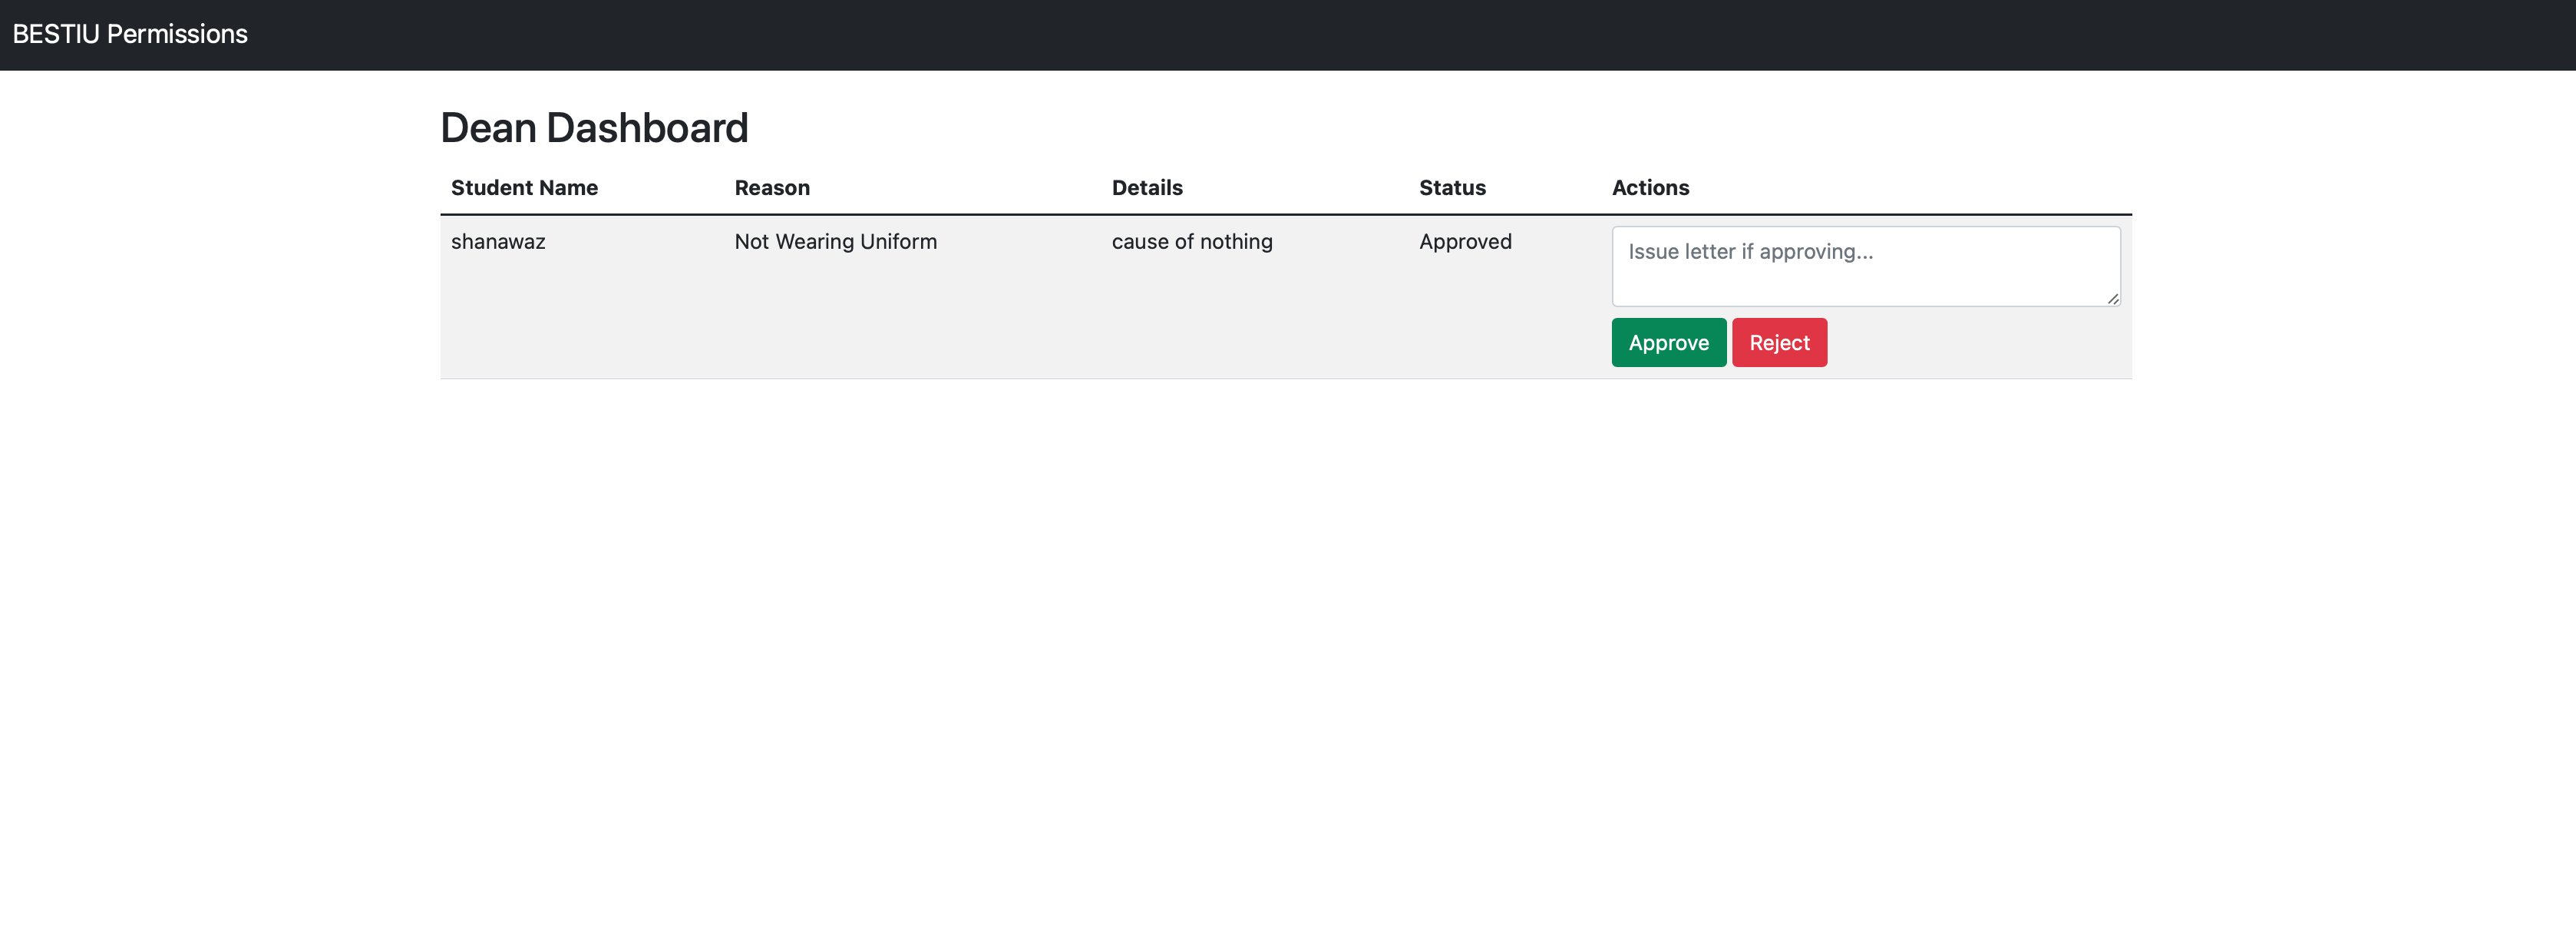 BESTIU Permissions
Dean Dashboard
Student Name Reason Details Status Actions
shanawaz Not Wearing Uniform cause of nothing Approved Issue letter if approving...
Approve Reject